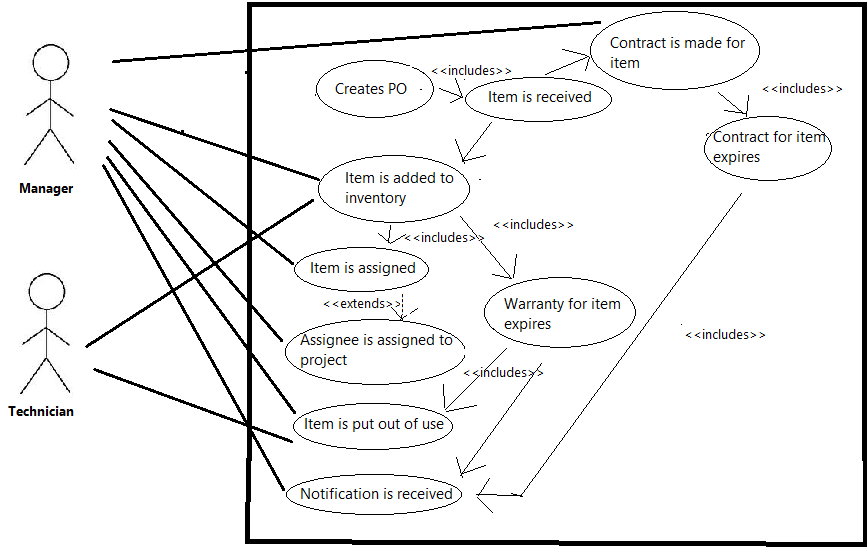 Contract is made for
item
<<includes>>
Creates PO
Item is received
<<includes>>
Contract for item
expires
Manager
Item is added to
inventory
<<includes>>
<<includes>>
Item is assigned
<<extends>>
Warranty for item
expires
Assignee is assigned to
project
<<includes>>
<<includes>>
Technician
Item is put out of use
Notification is received